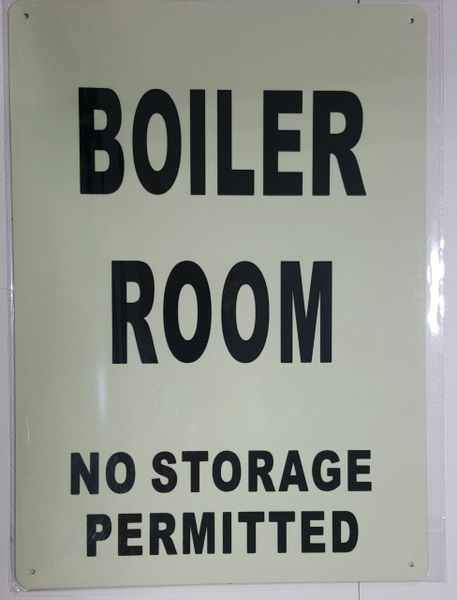 BOILER
ROOM
NO STORAGE
PERMITTED